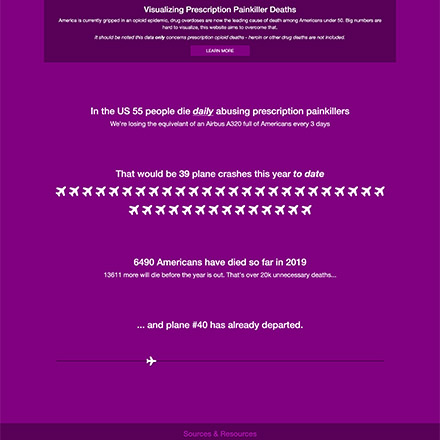 Visualizing Prescription Painkiller Deaths
America is currently gripped in an opioid epidemic, drug overdoses are now the leading cause of death among Americans under 50. Big numbers are
hard to visualize, this website aims to overcome that.
It should be noted this data only concerns prescription opioid deaths - heroin or other drug deaths are not included.
LEARN MORE
In the US 55 people die daily abusing prescription painkillers
We're losing the equivelant of an Airbus A320 full of Americans every 3 days
That would be 39 plane crashes this year to date
6490 Americans have died so far in 2019
13611 more will die before the year is out. That's over 20k unnecessary deaths...
... and plane #40 has already departed.
Sources & Resources